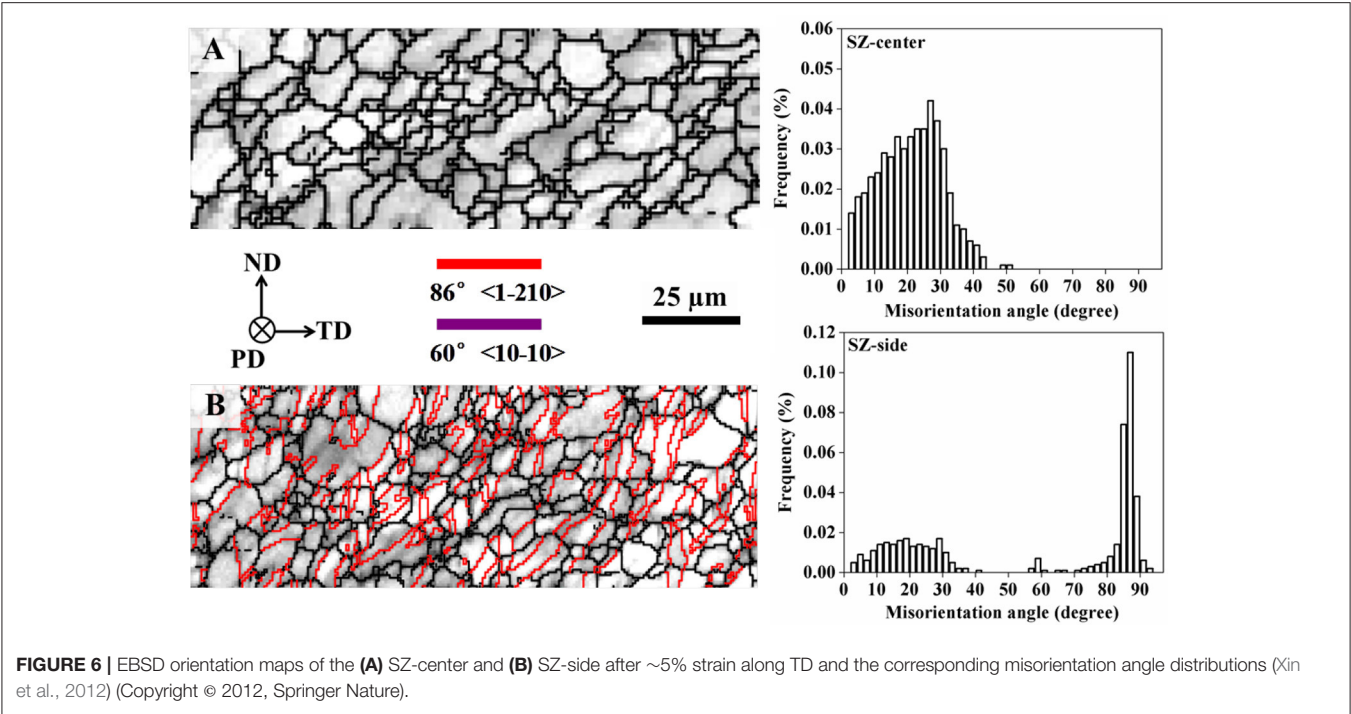 A
SZ-center
Frequency (%)
0.06
0.05
0.04
0.03
0.02
0.01
0.00
0 10 20 30 40 50 60 70 80 90
Misorientation angle (degree)
ND
TD
PD
86° <1-210>
60° <10-10>
25 μm
B
SZ-side
Frequency (%)
0.12
0.10
0.08
0.06
0.04
0.02
0.00
0 10 20 30 40 50 60 70 80 90
Misorientation angle (degree)
FIGURE 6 | EBSD orientation maps of the (A) SZ-center and (B) SZ-side after ∼5% strain along TD and the corresponding misorientation angle distributions (Xin
et al., 2012) (Copyright © 2012, Springer Nature).